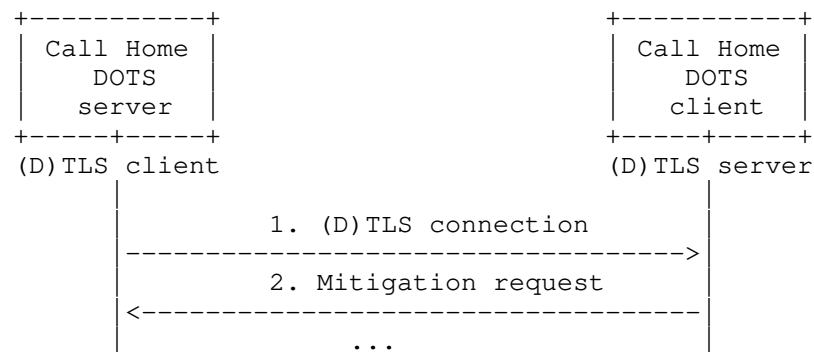 Call Home Call Home
DOTS DOTS
server client
(D)TLS client (D)TLS server
1. (D)TLS connection
2. Mitigation request
...